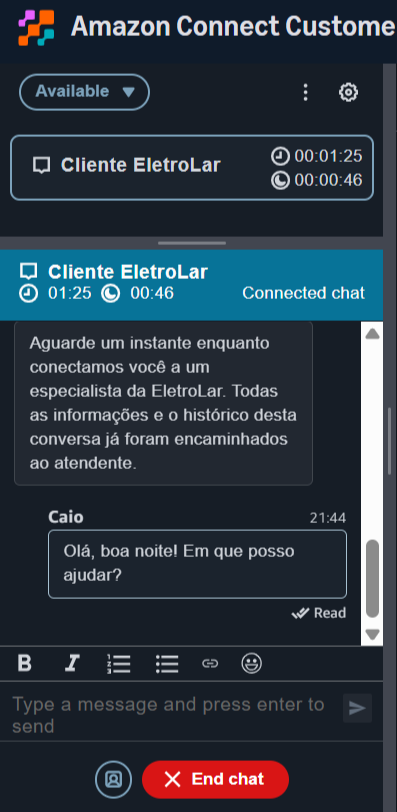 Amazon Connect Custome
Available
Cliente EletroLar
00:01:25
00:00:46
Cliente EletroLar
01:25 00:46 Connected chat
Aguarde um instante enquanto
conectamos você a um
especialista da EletroLar. Todas
as informações e o histórico desta
conversa já foram encaminhados
ao atendente.
Caio 21:44
Olá, boa noite! Em que posso
ajudar?
Read
B I
Type a message and press enter to
send
End chat